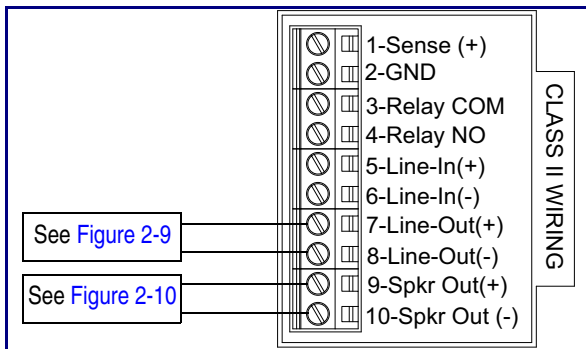 1-Sense (+)
2-GND
3-Relay COM
4-Relay NO
5-Line-In(+)
6-Line-In(-)
7-Line-Out(+)
8-Line-Out(-)
9-Spkr Out(+)
10-Spkr Out (-)
CLASS II WIRING
See Figure 2-9
See Figure 2-10